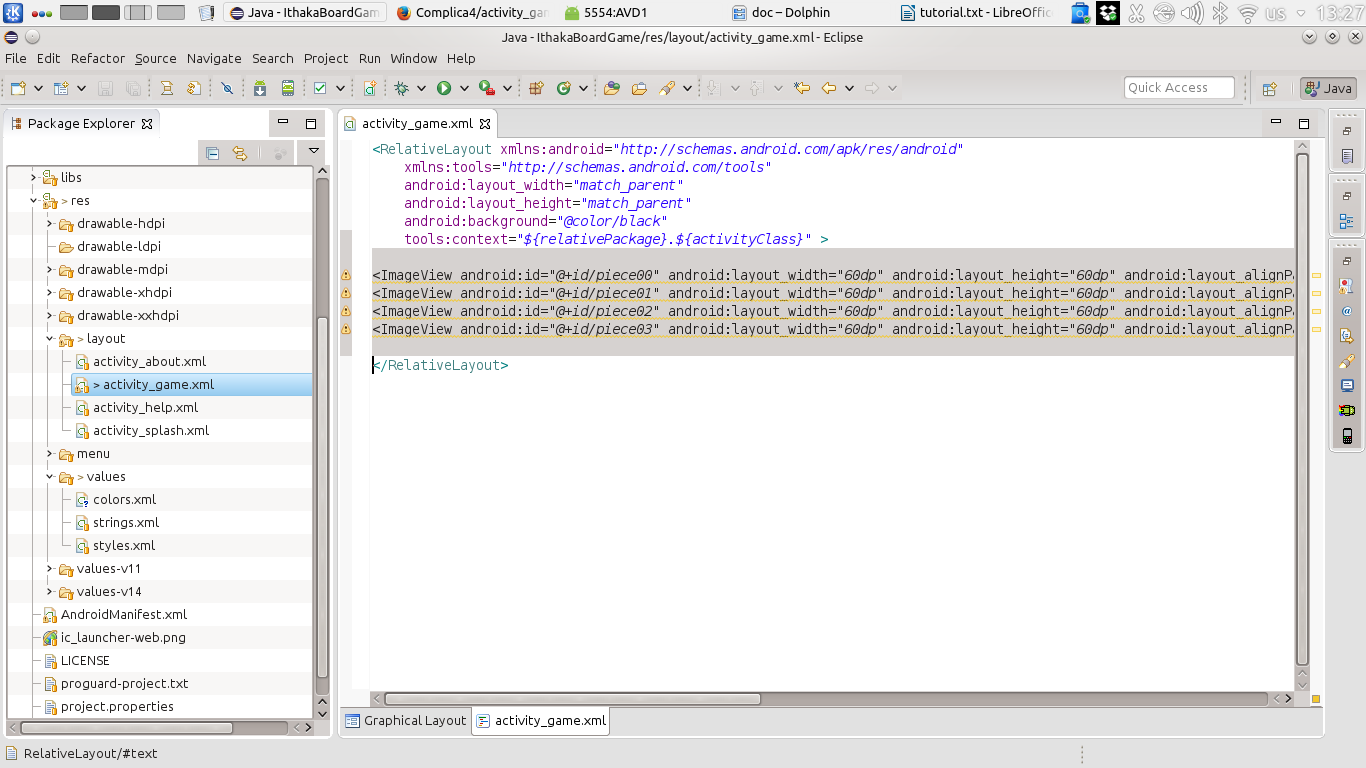 Java - IthakaBoardGam
Complica4/activity_gam
5554:AVD1
doc – Dolphin
tutorial.txt - LibreOffic
us
13:27
Java - IthakaBoardGame/res/layout/activity_game.xml - Eclipse
File Edit Refactor Source Navigate Search Project Run Window Help
Quick Access
Java
Package Explorer
activity_game.xml
libs
> res
drawable-hdpi
drawable-ldpi
drawable-mdpi
drawable-xhdpi
drawable-xxhdpi
> layout
activity_about.xml
> activity_game.xml
activity_help.xml
activity_splash.xml
menu
> values
colors.xml
strings.xml
styles.xml
values-v11
values-v14
AndroidManifest.xml
ic_launcher-web.png
LICENSE
proguard-project.txt
project.properties
<RelativeLayout xmlns:android="http://schemas.android.com/apk/res/android"
xmlns:tools="http://schemas.android.com/tools"
android:layout_width="match_parent"
android:layout_height="match_parent"
android:background="@color/black"
tools:context="${relativePackage}.${activityClass}" >
<ImageView android:id="@+id/piece00" android:layout_width="60dp" android:layout_height="60dp" android:layout_alignPa
<ImageView android:id="@+id/piece01" android:layout_width="60dp" android:layout_height="60dp" android:layout_alignPa
<ImageView android:id="@+id/piece02" android:layout_width="60dp" android:layout_height="60dp" android:layout_alignPa
<ImageView android:id="@+id/piece03" android:layout_width="60dp" android:layout_height="60dp" android:layout_alignPa
</RelativeLayout>
Graphical Layout
activity_game.xml
RelativeLayout/#text